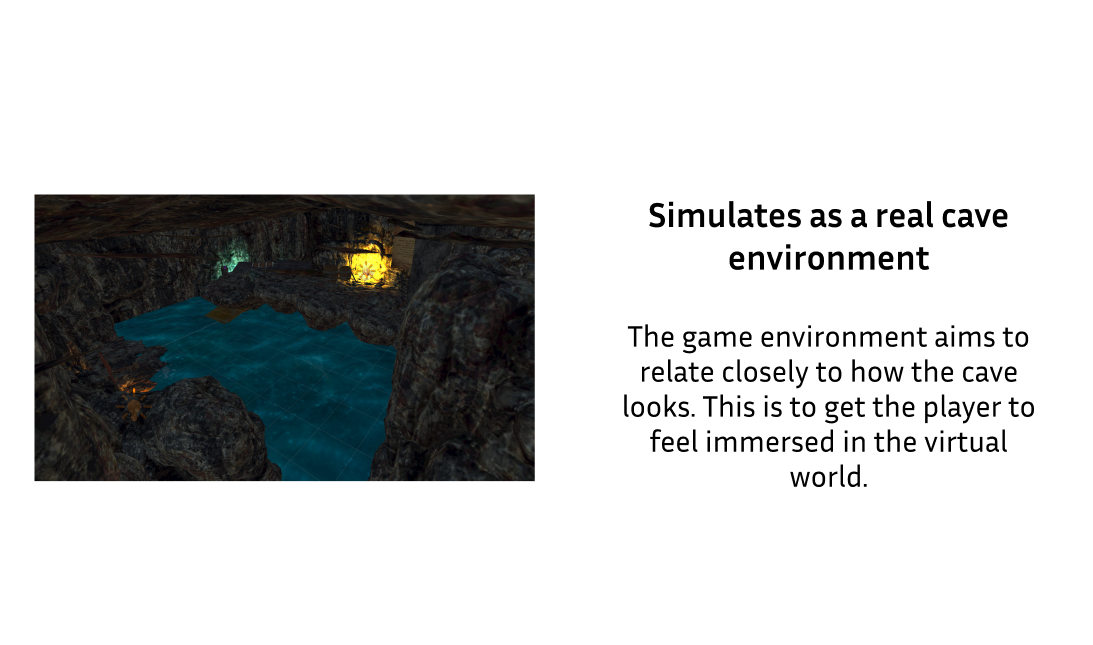 Simulates as a real cave
environment
The game environment aims to
relate closely to how the cave
looks. This is to get the player to
feel immersed in the virtual
world.